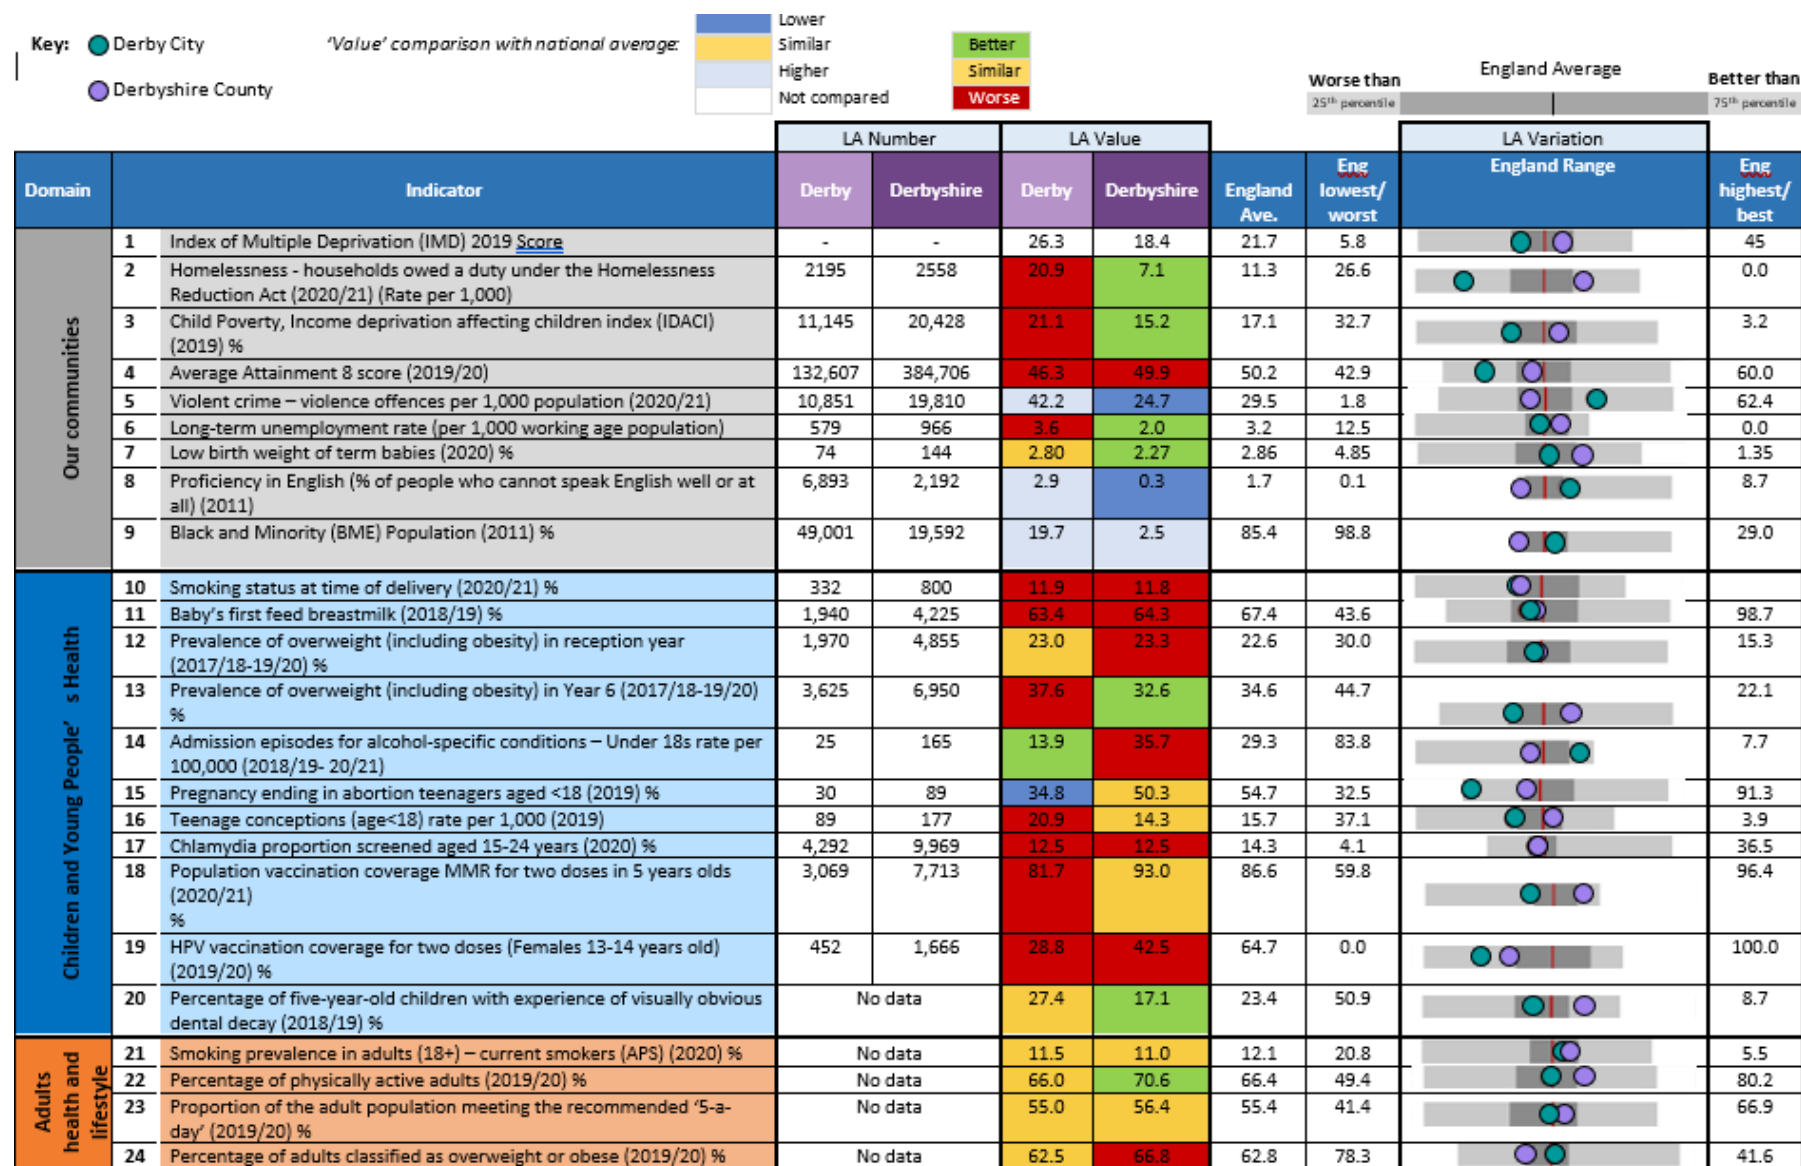 Lower
Key: Derby City 'Value' comparison with national average: Similar Better
Higher Similar
Derbyshire County
Not compared Worse
Worse than England Average Better than
25th percentile 75th percentile
LA Number LA Value LA Variation
Domain Indicator Derby Derbyshire Derby Derbyshire England Ave. Eng lowest/ worst England Range Eng highest/ best
Our communities
1 Index of Multiple Deprivation (IMD) 2019 Score - - 26.3 18.4 21.7 5.8 45
2 Homelessness - households owed a duty under the Homelessness 2195 2558 20.9 7.1 11.3 26.6 0.0
Reduction Act (2020/21) (Rate per 1,000)
3 Child Poverty, Income deprivation affecting children index (IDACI) 11,145 20,428 21.1 15.2 17.1 32.7 3.2
(2019) %
4 Average Attainment 8 score (2019/20) 132,607 384,706 46.3 49.9 50.2 42.9 60.0
5 Violent crime – violence offences per 1,000 population (2020/21) 10,851 19,810 42.2 24.7 29.5 1.8 62.4
6 Long-term unemployment rate (per 1,000 working age population) 579 966 3.6 2.0 3.2 12.5 0.0
7 Low birth weight of term babies (2020) % 74 144 2.80 2.27 2.86 4.85 1.35
8 Proficiency in English (% of people who cannot speak English well or at 6,893 2,192 2.9 0.3 1.7 0.1 8.7
all) (2011)
9 Black and Minority (BME) Population (2011) % 49,001 19,592 19.7 2.5 85.4 98.8 29.0
Children and Young People' s Health
10 Smoking status at time of delivery (2020/21) % 332 800 11.9 11.8
11 Baby's first feed breastmilk (2018/19) % 1,940 4,225 63.4 64.3 67.4 43.6 98.7
12 Prevalence of overweight (including obesity) in reception year 1,970 4,855 23.0 23.3 22.6 30.0 15.3
(2017/18-19/20) %
13 Prevalence of overweight (including obesity) in Year 6 (2017/18-19/20) 3,625 6,950 37.6 32.6 34.6 44.7 22.1
%
14 Admission episodes for alcohol-specific conditions – Under 18s rate per 25 165 13.9 35.7 29.3 83.8 7.7
100,000 (2018/19- 20/21)
15 Pregnancy ending in abortion teenagers aged <18 (2019) % 30 89 34.8 50.3 54.7 32.5 91.3
16 Teenage conceptions (age<18) rate per 1,000 (2019) 89 177 20.9 14.3 15.7 37.1 3.9
17 Chlamydia proportion screened aged 15-24 years (2020) % 4,292 9,969 12.5 12.5 14.3 4.1 36.5
18 Population vaccination coverage MMR for two doses in 5 years olds 3,069 7,713 81.7 93.0 86.6 59.8 96.4
(2020/21)
%
19 HPV vaccination coverage for two doses (Females 13-14 years old) 452 1,666 28.8 42.5 64.7 0.0 100.0
(2019/20) %
20 Percentage of five-year-old children with experience of visually obvious No data 27.4 17.1 23.4 50.9 8.7
dental decay (2018/19) %
Adults health and lifestyle
21 Smoking prevalence in adults (18+) – current smokers (APS) (2020) % No data 11.5 11.0 12.1 20.8 5.5
22 Percentage of physically active adults (2019/20) % No data 66.0 70.6 66.4 49.4 80.2
23 Proportion of the adult population meeting the recommended '5-a- No data 55.0 56.4 55.4 41.4 66.9
day' (2019/20) %
24 Percentage of adults classified as overweight or obese (2019/20) % No data 62.5 66.8 62.8 78.3 41.6